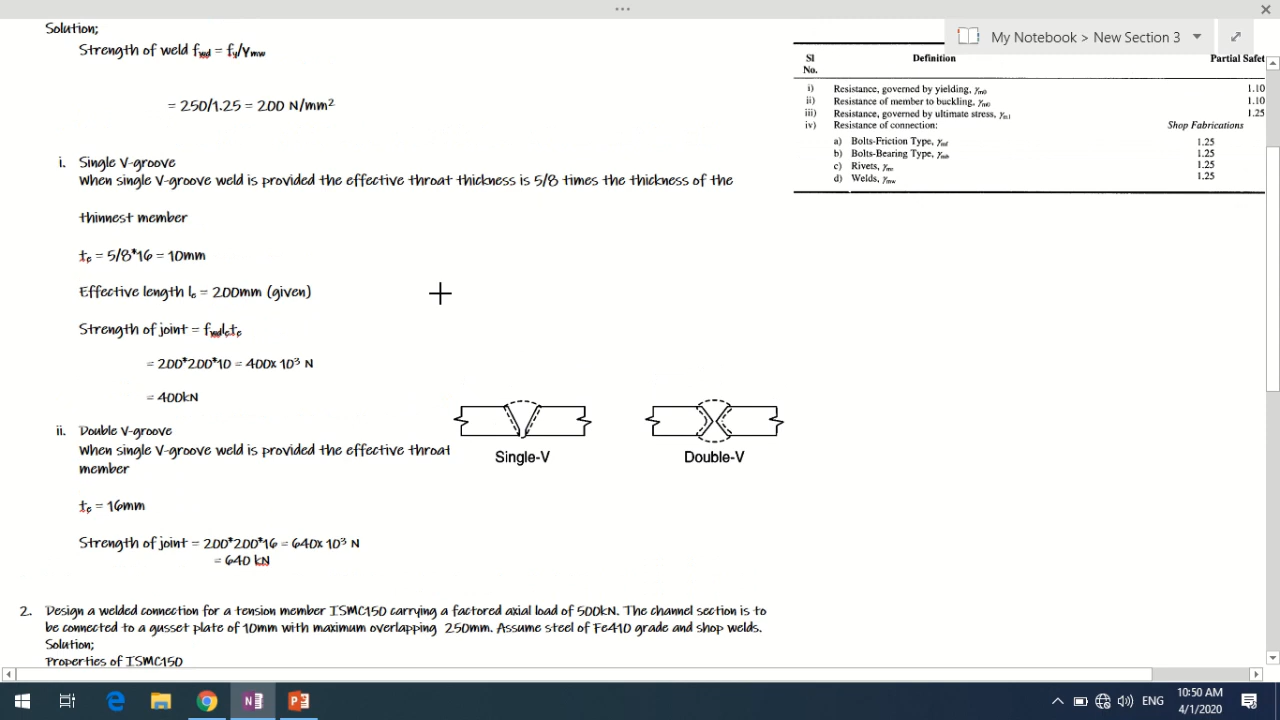 Solution;
Strength of weld fwd = fy/γmw
= 250/1.25 = 200 N/mm²
i. Single V-groove
When single V-groove weld is provided the effective throat thickness is 5/8 times the thickness of the
thinnest member
te = 5/8*16 = 10mm
Effective length le = 200mm (given)
Strength of joint = fwdlete
= 200*200*10 = 400x 10³ N
= 400kN
ii. Double V-groove
When single V-groove weld is provided the effective throat
member
te = 16mm
Strength of joint = 200*200*16 = 640x 10³ N
= 640 kN
Single-V
Double-V
2. Design a welded connection for a tension member ISMC150 carrying a factored axial load of 500kN. The channel section is to
be connected to a gusset plate of 10mm with maximum overlapping 250mm. Assume steel of Fe410 grade and shop welds.
Solution;
Properties of ISMC150
My Notebook > New Section 3
Sl Definition Partial Safet
No.
i) Resistance, governed by yielding, γm0 1.10
ii) Resistance of member to buckling, γm0 1.10
iii) Resistance, governed by ultimate stress, γm1 1.25
iv) Resistance of connection: Shop Fabrications
a) Bolts-Friction Type, γmf 1.25
b) Bolts-Bearing Type, γmb 1.25
c) Rivets, γmr 1.25
d) Welds, γmw 1.25
ENG
10:50 AM
4/1/2020